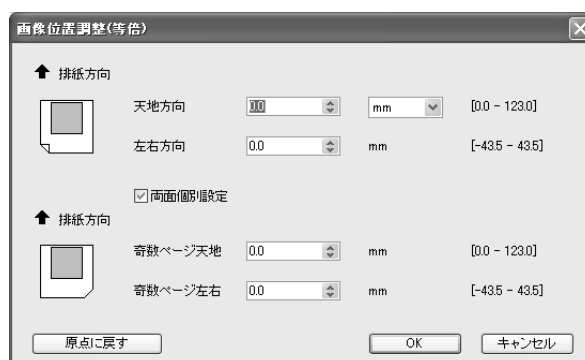 画像位置調整(等倍)
排紙方向
天地方向 0.0 mm [0.0 - 123.0]
左右方向 0.0 mm [-43.5 - 43.5]
両面個別設定
排紙方向
奇数ページ天地 0.0 mm [0.0 - 123.0]
奇数ページ左右 0.0 mm [-43.5 - 43.5]
原点に戻す OK キャンセル